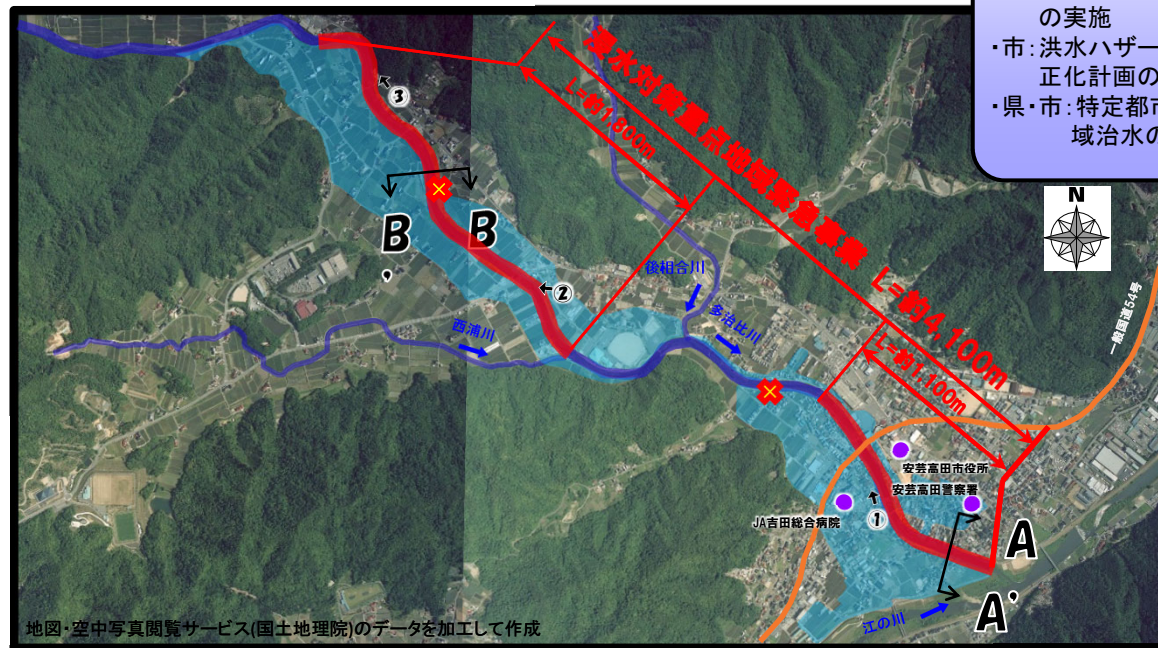 の実施
・市:洪水ハザー
正化計画の
・県・市:特定都市
域治水の
N
浸水対策重点地域緊急事業 L=約4,100m
L=約1,800m
L=約1,100m
③
B
B'
②
後相合川
多治比川
西浦川
一般国道54号
安芸高田市役所
安芸高田警察署
JA吉田総合病院
①
A
A'
江の川
地図・空中写真閲覧サービス(国土地理院)のデータを加工して作成